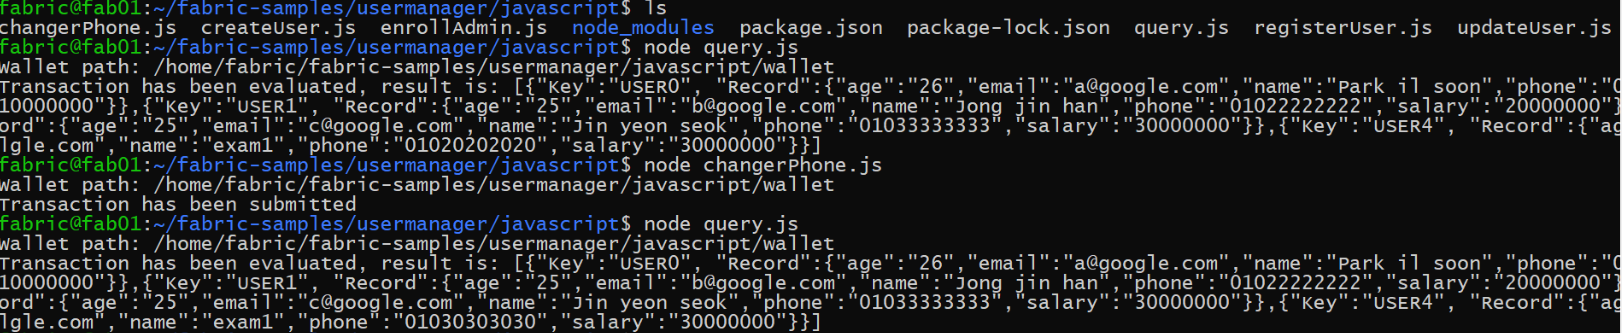 fabric@fab01:~/fabric-samples/usermanager/javascript$ ls
changerPhone.js createUser.js enrollAdmin.js node_modules package.json package-lock.json query.js registerUser.js updateUser.js
fabric@fab01:~/fabric-samples/usermanager/javascript$ node query.js
Wallet path: /home/fabric/fabric-samples/usermanager/javascript/wallet
Transaction has been evaluated, result is: [{"Key":"USER0", "Record":{"age":"26","email":"a@google.com","name":"Park il soon","phone":"0
10000000"}},{"Key":"USER1", "Record":{"age":"25","email":"b@google.com","name":"Jong jin han","phone":"01022222222","salary":"20000000"}
ord":{"age":"25","email":"c@google.com","name":"Jin yeon seok","phone":"01033333333","salary":"30000000"}},{"Key":"USER4", "Record":{"ag
lgle.com","name":"exam1","phone":"01020202020","salary":"30000000"}}]
fabric@fab01:~/fabric-samples/usermanager/javascript$ node changerPhone.js
Wallet path: /home/fabric/fabric-samples/usermanager/javascript/wallet
Transaction has been submitted
fabric@fab01:~/fabric-samples/usermanager/javascript$ node query.js
Wallet path: /home/fabric/fabric-samples/usermanager/javascript/wallet
Transaction has been evaluated, result is: [{"Key":"USER0", "Record":{"age":"26","email":"a@google.com","name":"Park il soon","phone":"0
10000000"}},{"Key":"USER1", "Record":{"age":"25","email":"b@google.com","name":"Jong jin han","phone":"01022222222","salary":"20000000"}
ord":{"age":"25","email":"c@google.com","name":"Jin yeon seok","phone":"01033333333","salary":"30000000"}},{"Key":"USER4", "Record":{"ag
lgle.com","name":"exam1","phone":"01030303030","salary":"30000000"}}]